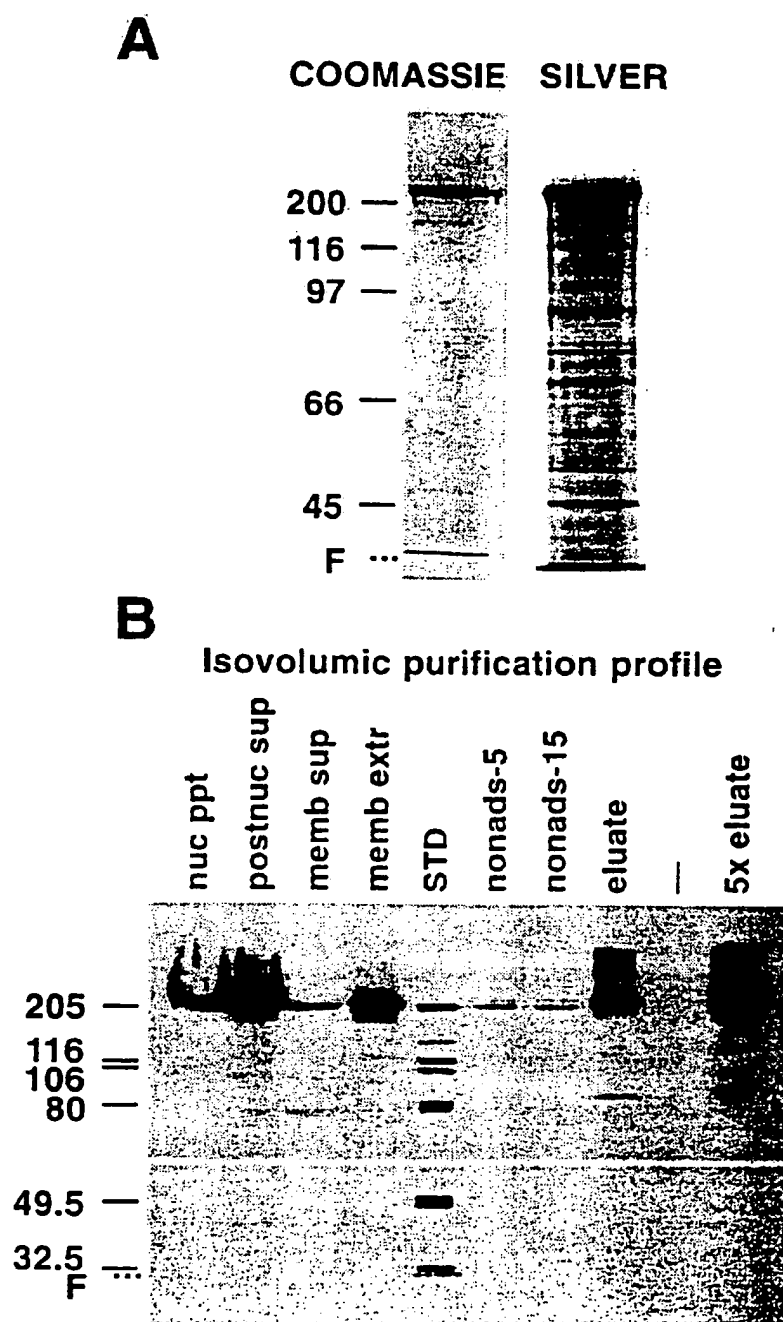 A
COOMASSIE SILVER
200
116
97
66
45
F
B
Isovolumic purification profile
nuc ppt
postnuc sup
memb sup
memb extr
STD
nonads-5
nonads-15
eluate
—
5x eluate
205
116
106
80
49.5
32.5
F